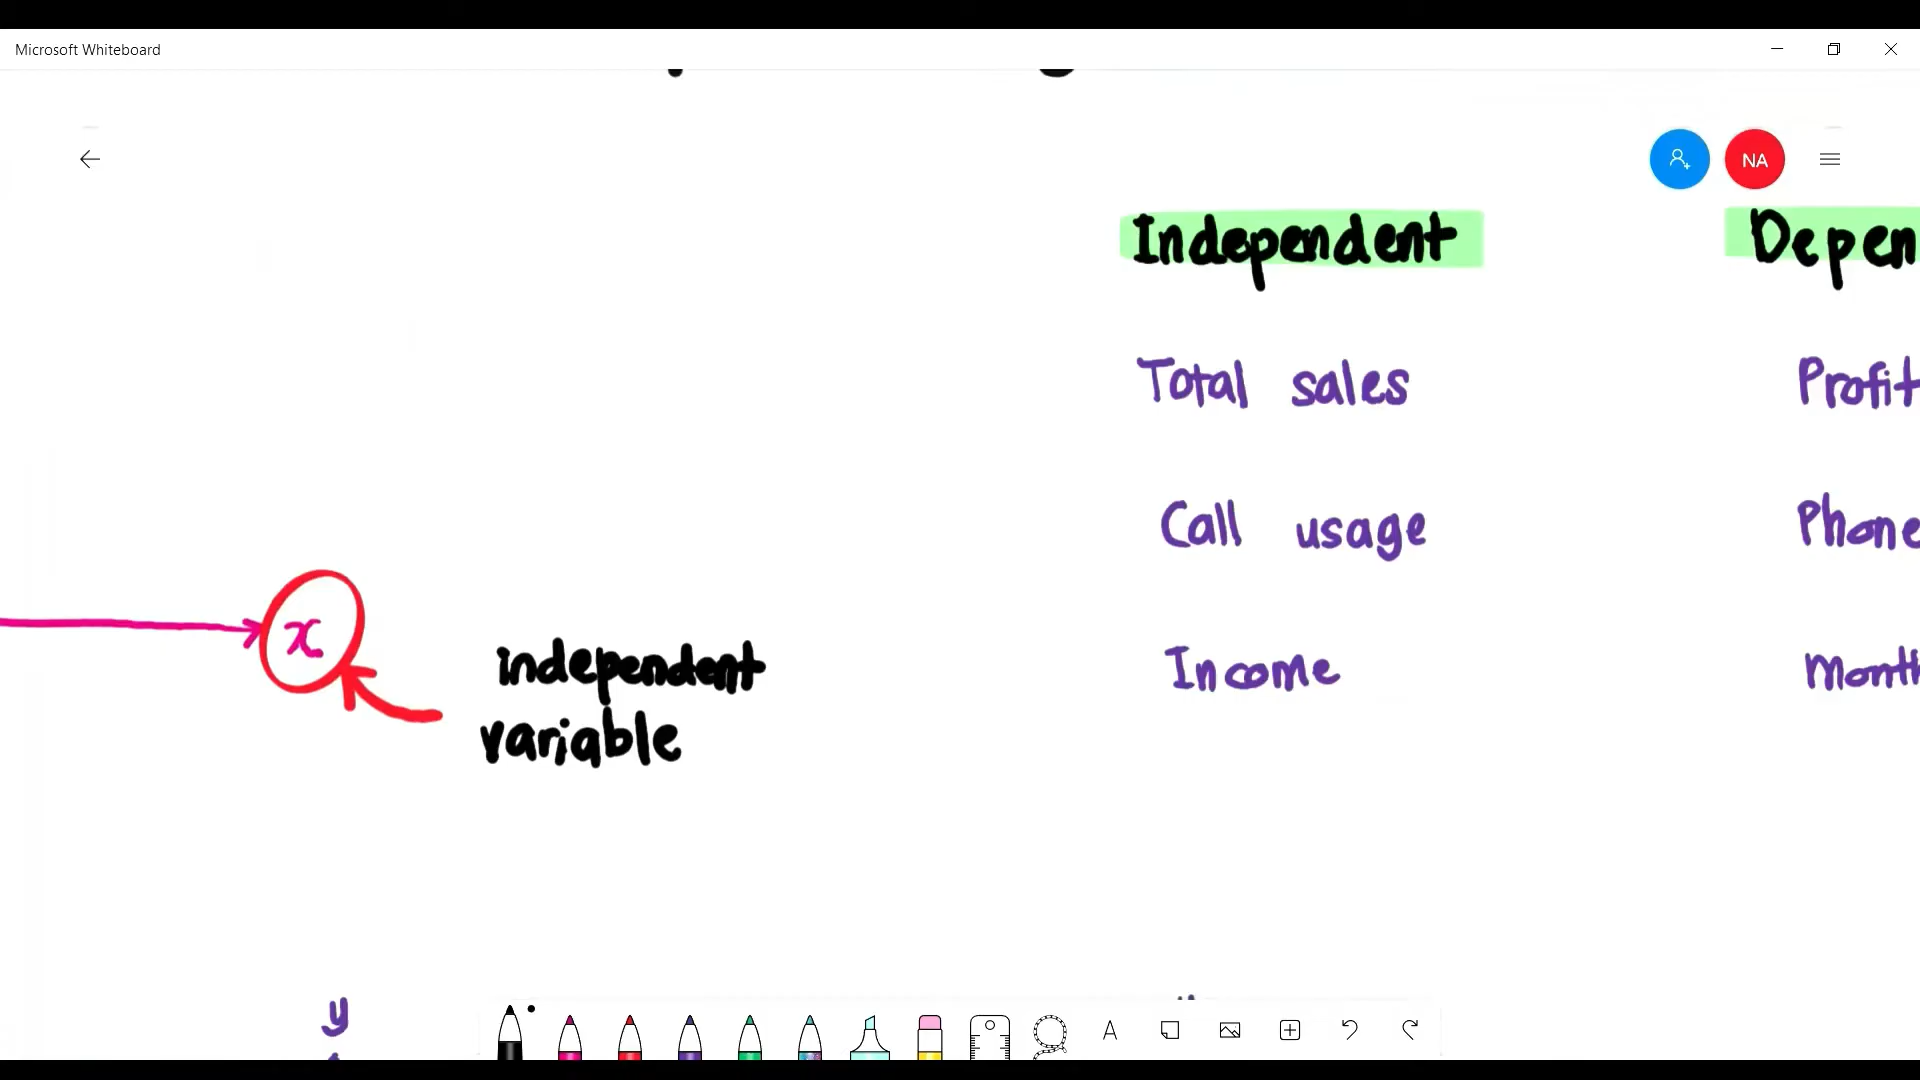 Microsoft Whiteboard
NA
Independent Depen
Total sales Profit
Call usage Phone
x
independent
variable
Income Month
y